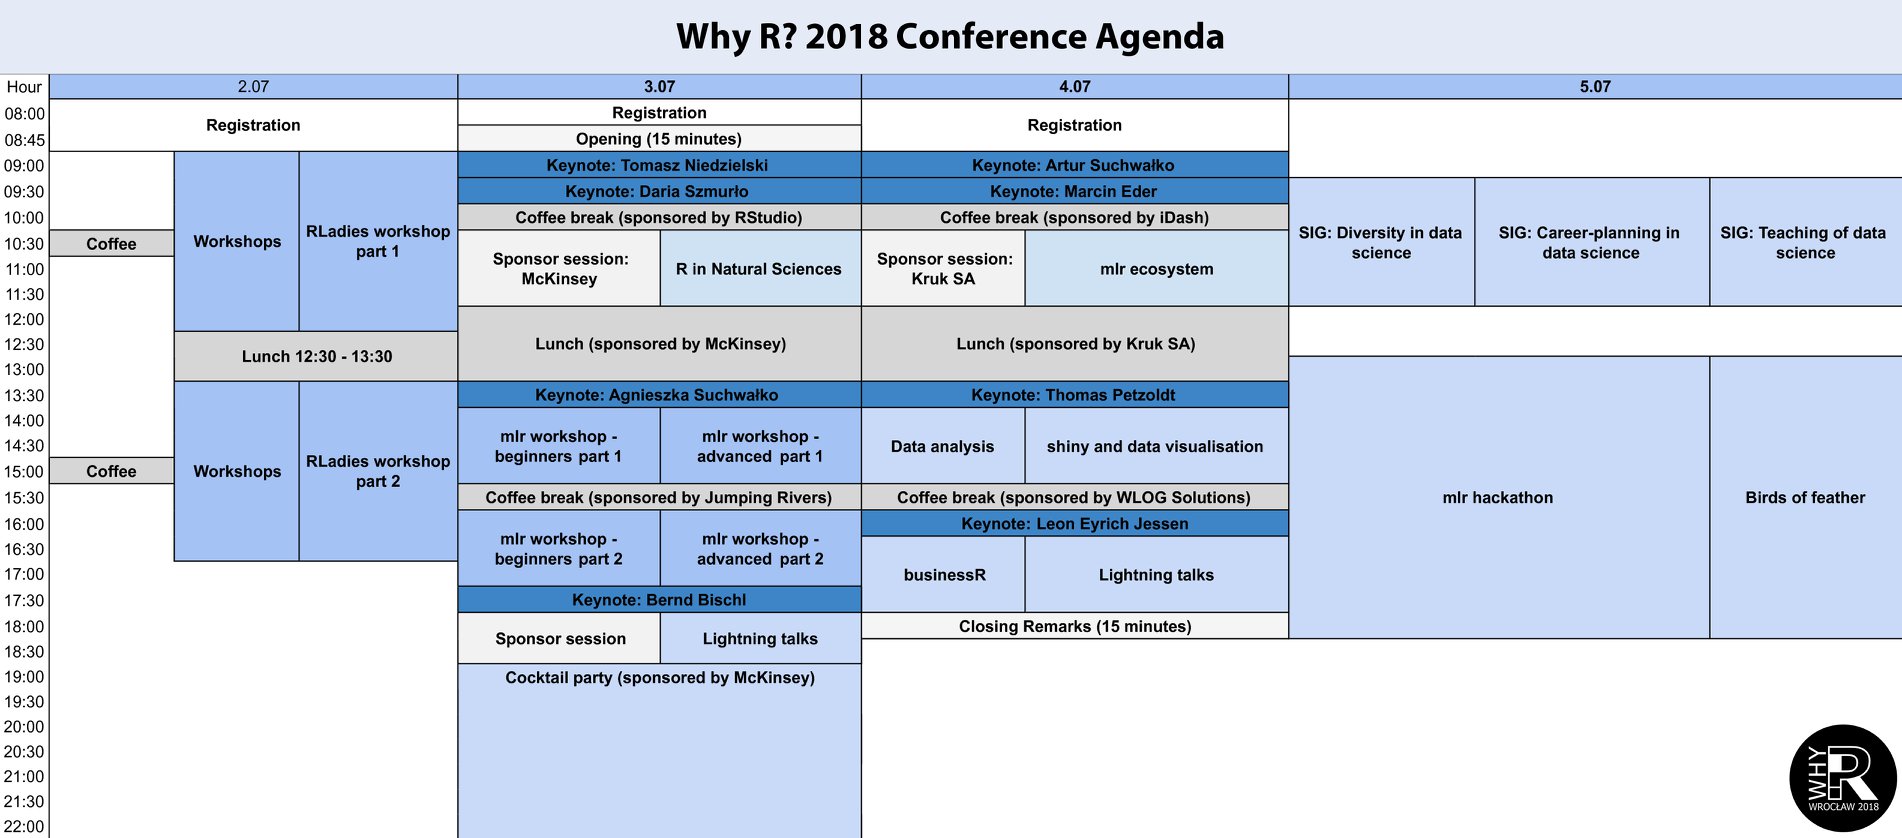 Why R? 2018 Conference Agenda
Hour
2.07
3.07
4.07
5.07
08:00
08:45
09:00
09:30
10:00
10:30
11:00
11:30
12:00
12:30
13:00
13:30
14:00
14:30
15:00
15:30
16:00
16:30
17:00
17:30
18:00
18:30
19:00
19:30
20:00
20:30
21:00
21:30
22:00
Registration
Coffee
Workshops
RLadies workshop
part 1
Lunch 12:30 - 13:30
Coffee
Workshops
RLadies workshop
part 2
Registration
Opening (15 minutes)
Keynote: Tomasz Niedzielski
Keynote: Daria Szmurło
Coffee break (sponsored by RStudio)
Sponsor session:
McKinsey
R in Natural Sciences
Lunch (sponsored by McKinsey)
Keynote: Agnieszka Suchwałko
mlr workshop -
beginners part 1
mlr workshop -
advanced part 1
Coffee break (sponsored by Jumping Rivers)
mlr workshop -
beginners part 2
mlr workshop -
advanced part 2
Keynote: Bernd Bischl
Sponsor session
Lightning talks
Cocktail party (sponsored by McKinsey)
Registration
Keynote: Artur Suchwałko
Keynote: Marcin Eder
Coffee break (sponsored by iDash)
Sponsor session:
Kruk SA
mlr ecosystem
Lunch (sponsored by Kruk SA)
Keynote: Thomas Petzoldt
Data analysis
shiny and data visualisation
Coffee break (sponsored by WLOG Solutions)
Keynote: Leon Eyrich Jessen
businessR
Lightning talks
Closing Remarks (15 minutes)
SIG: Diversity in data
science
SIG: Career-planning in
data science
SIG: Teaching of data
science
mlr hackathon
Birds of feather
WHY
R
WROCŁAW 2018